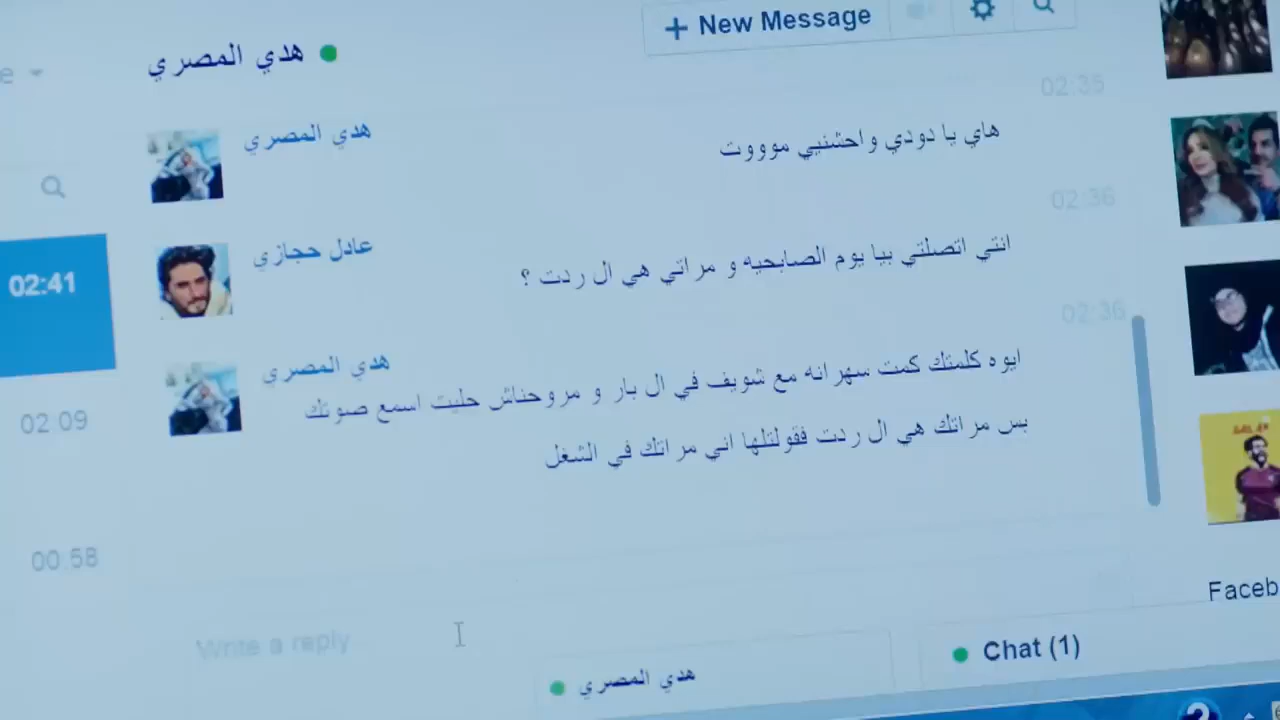 + New Message
هدي المصري
e
02:35
هدي المصري
هاي يا دودي واحشنيي موووت
02:36
عادل حجازي
انتي اتصلتي بيا يوم الصابحيه و مراتي هي ال ردت ؟
02:41
02:36
هدي المصري
ايوه كلمتك كمت سهرانه مع شويف في ال بار و مروحناش حليت اسمع صوتك
بس مراتك هي ال ردت فقولتلها اني مراتك في الشغل
02 09
00:58
Write a reply
Faceb
هدي المصري
Chat (1)